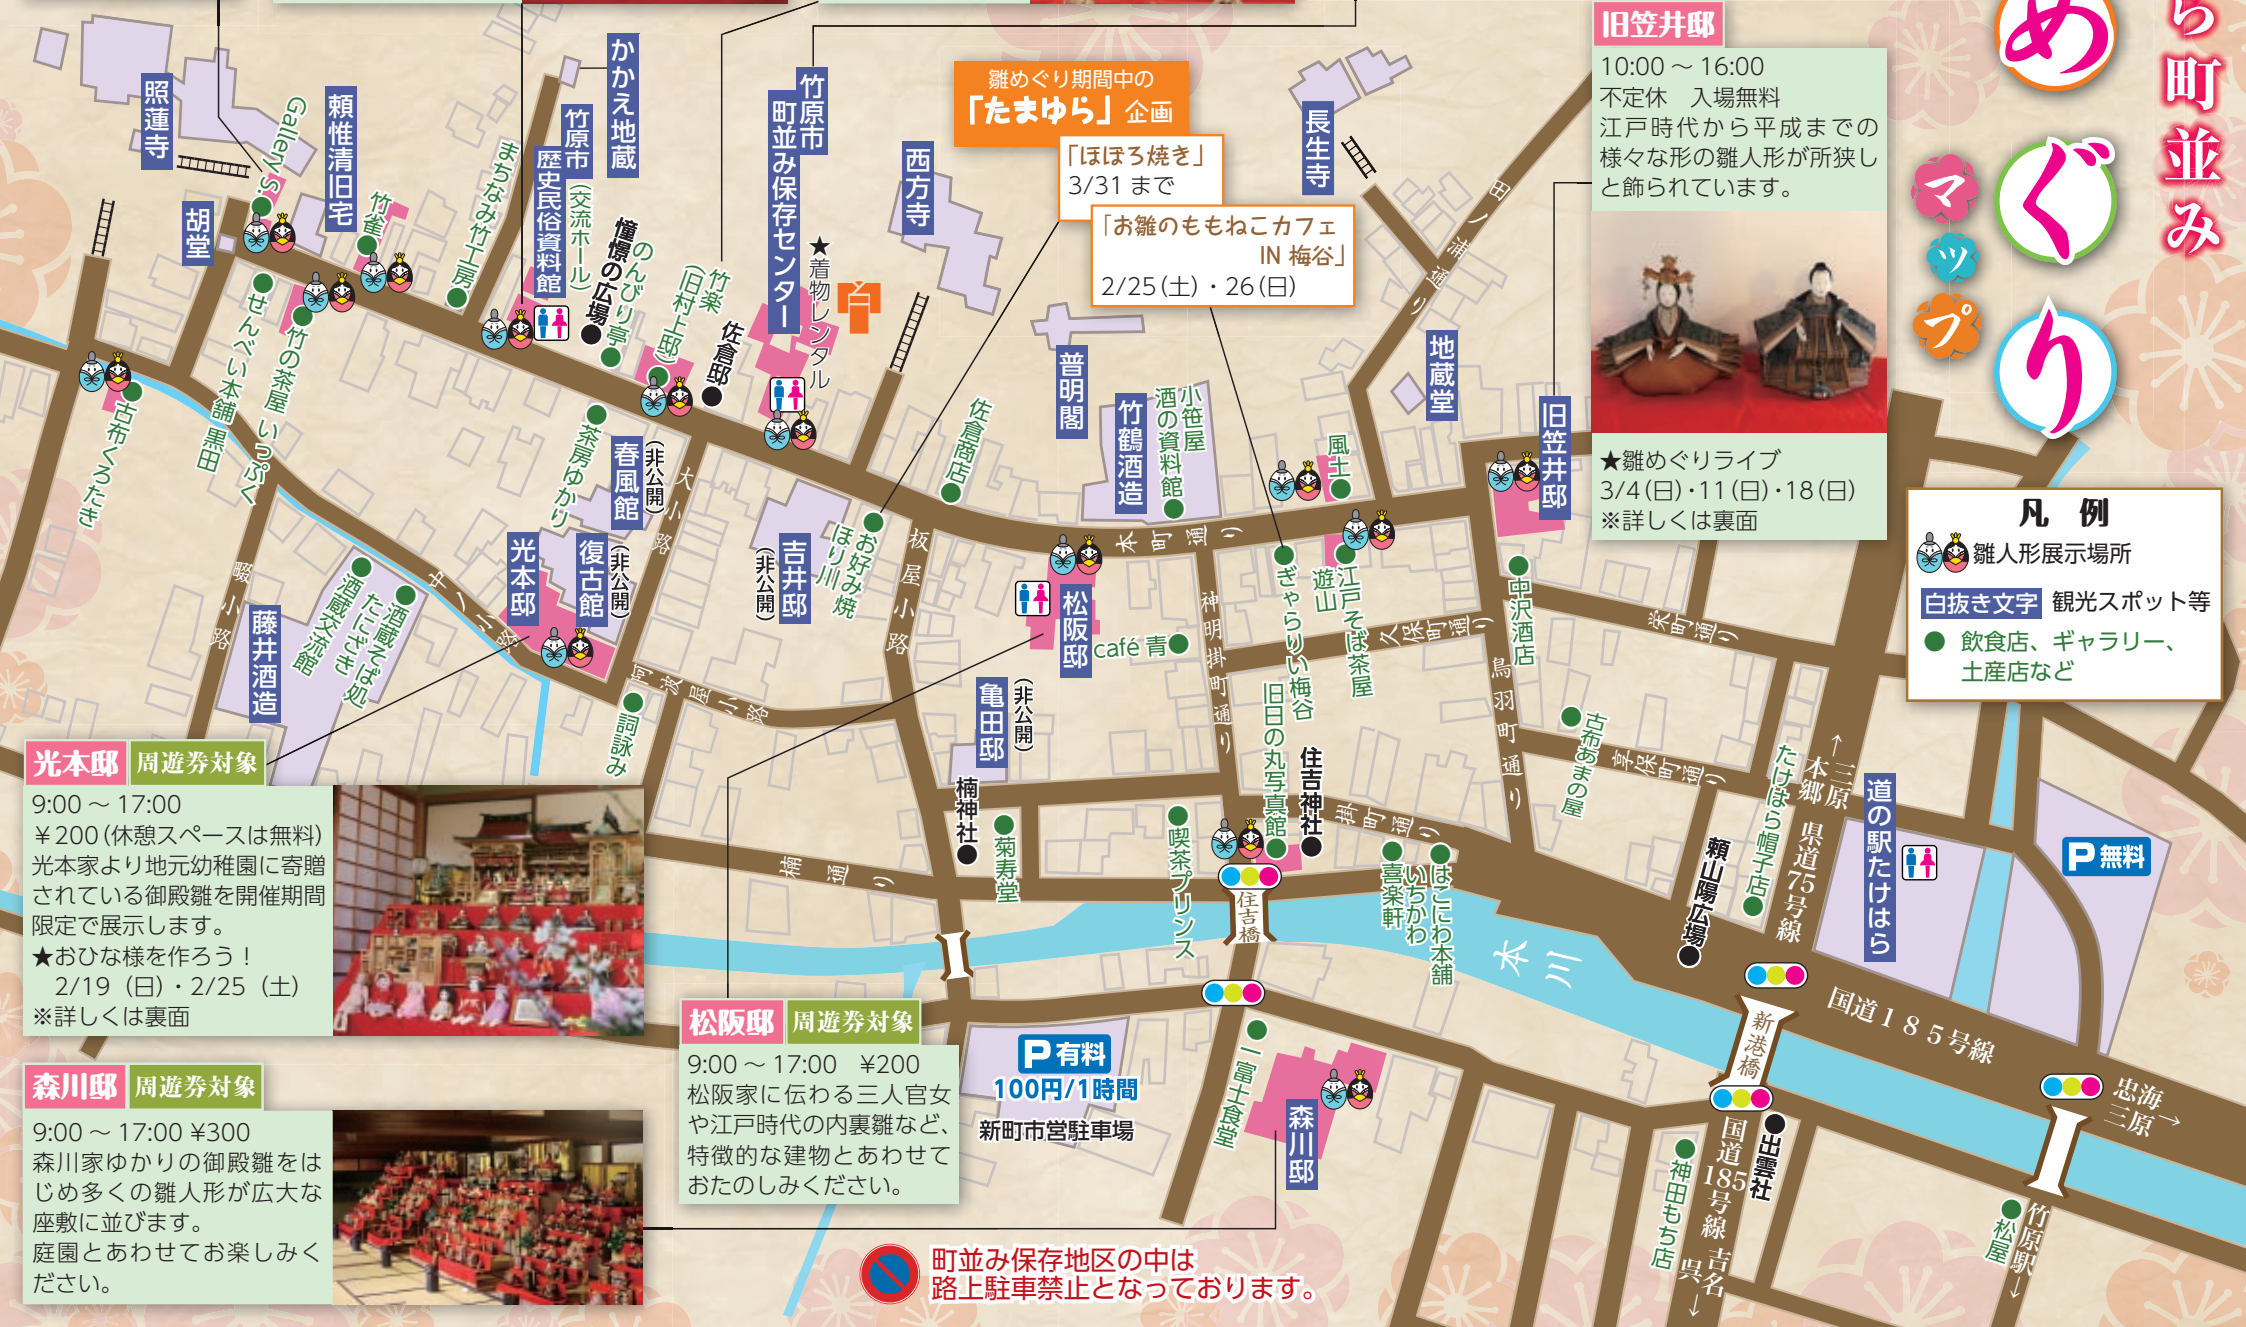 ら町並み
めぐり
マップ
旧笠井邸
10:00 ～ 16:00
不定休　入場無料
江戸時代から平成までの
様々な形の雛人形が所狭し
と飾られています。
★雛めぐりライブ
3/4(日)・11(日)・18(日)
※詳しくは裏面
雛めぐり期間中の
「たまゆら」企画
「ほぼろ焼き」
3/31 まで
「お雛のももねこカフェ
IN 梅谷」
2/25(土)・26(日)
凡　例
雛人形展示場所
白抜き文字 観光スポット等
飲食店、ギャラリー、
土産店など
照蓮寺
Gallery S.
頼惟清旧宅
胡堂
竹雀
まちなみ竹工房
かかえ地蔵
竹原市
歴史民俗資料館
(交流ホール)
憧憬の広場
のんびり亭
竹楽
(旧村上邸)
佐倉邸
竹原市
町並み保存センター
★着物レンタル
西方寺
長生寺
田ノ浦通り
地蔵堂
普明閣
竹鶴酒造
小笹屋
酒の資料館
風土
旧笠井邸
古布くろたき
せんべい本舗 黒田
竹の茶屋 いっぷく
茶房ゆかり
春風館
(非公開)
大小路
佐倉商店
光本邸
復古館
(非公開)
吉井邸
(非公開)
お好み焼
ほり川
板屋小路
本町通り
松阪邸
café 青
神明掛町通り
ぎゃらりい梅谷
江戸そば茶屋
遊山
久保町通り
中沢酒店
栄町通り
鳥羽町通り
畷小路
中ノ小路
藤井酒造
酒蔵交流館
酒蔵そば処
たにざき
阿波屋小路
詞詠み
亀田邸
(非公開)
楠神社
菊寿堂
楠通り
喫茶プリンス
旧日の丸写真館
住吉神社
掛町通り
住吉橋
喜楽軒
いちかわ
はこにわ本舗
古布あまの屋
享保町通り
頼山陽広場
たけはら帽子店
←三原
本郷
県道75号線
道の駅たけはら
P 無料
本川
国道185号線
新港橋
忠海
三原→
光本邸 周遊券対象
9:00 ～ 17:00
￥200(休憩スペースは無料)
光本家より地元幼稚園に寄贈
されている御殿雛を開催期間
限定で展示します。
★おひな様を作ろう！
2/19 (日)・2/25 (土)
※詳しくは裏面
森川邸 周遊券対象
9:00 ～ 17:00 ¥300
森川家ゆかりの御殿雛をは
じめ多くの雛人形が広大な
座敷に並びます。
庭園とあわせてお楽しみく
ださい。
松阪邸 周遊券対象
9:00 ～ 17:00　¥200
松阪家に伝わる三人官女
や江戸時代の内裏雛など、
特徴的な建物とあわせて
おたのしみください。
P 有料
100円/1時間
新町市営駐車場
一富士食堂
森川邸
出雲社
国道185号線
吉名
呉→
神田もち店
松屋
竹原駅→
町並み保存地区の中は
路上駐車禁止となっております。